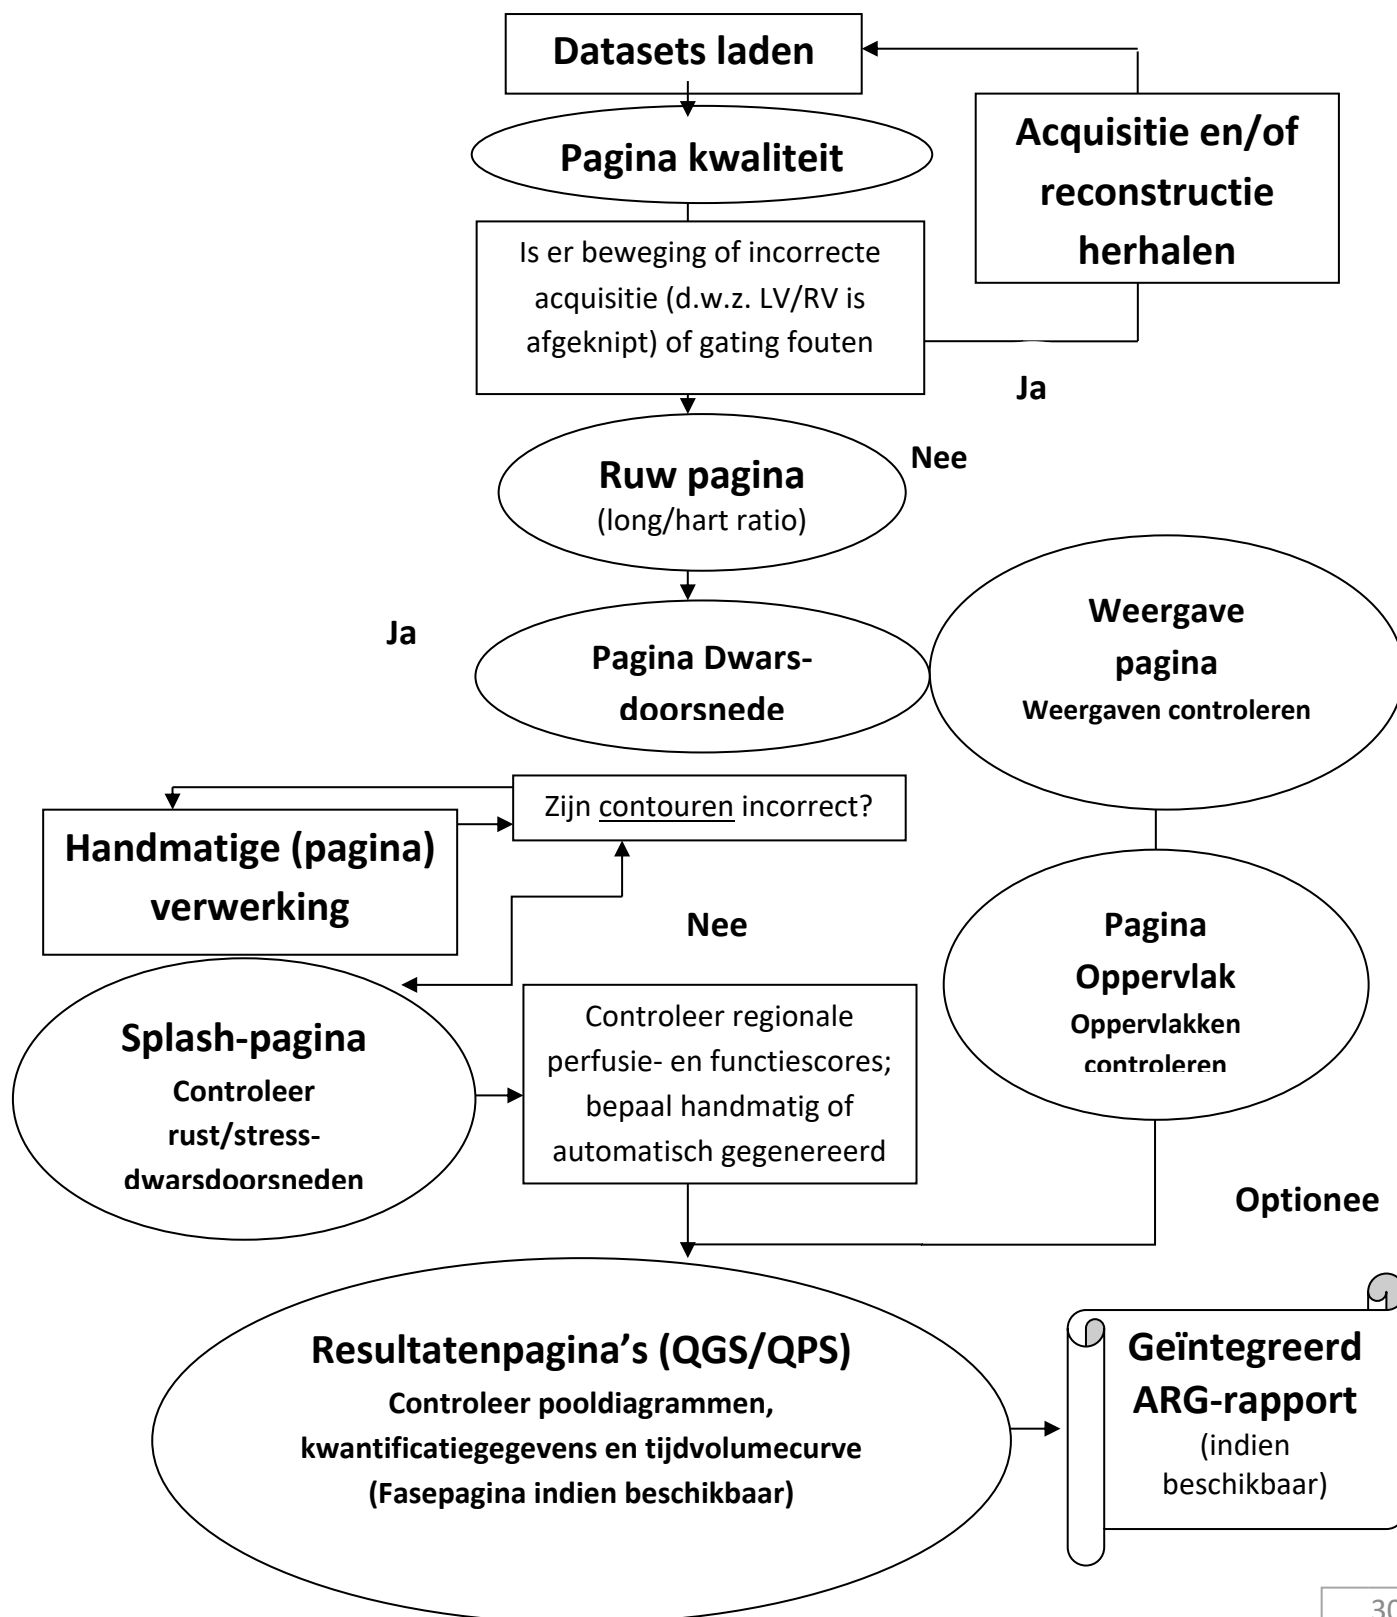 Datasets laden
Pagina kwaliteit
Acquisitie en/of
reconstructie
herhalen
Is er beweging of incorrecte
acquisitie (d.w.z. LV/RV is
afgeknipt) of gating fouten
Ja
Nee
Ruw pagina
(long/hart ratio)
Ja
Pagina Dwars-
doorsnede
Weergave
pagina
Weergaven controleren
Zijn contouren incorrect?
Handmatige (pagina)
verwerking
Nee
Pagina
Oppervlak
Oppervlakken
controleren
Splash-pagina
Controleer
rust/stress-
dwarsdoorsneden
Controleer regionale
perfusie- en functiescores;
bepaal handmatig of
automatisch gegenereerd
Optionee
Resultatenpagina’s (QGS/QPS)
Controleer pooldiagrammen,
kwantificatiegegevens en tijdvolumecurve
(Fasepagina indien beschikbaar)
Geïntegreerd
ARG-rapport
(indien
beschikbaar)
30